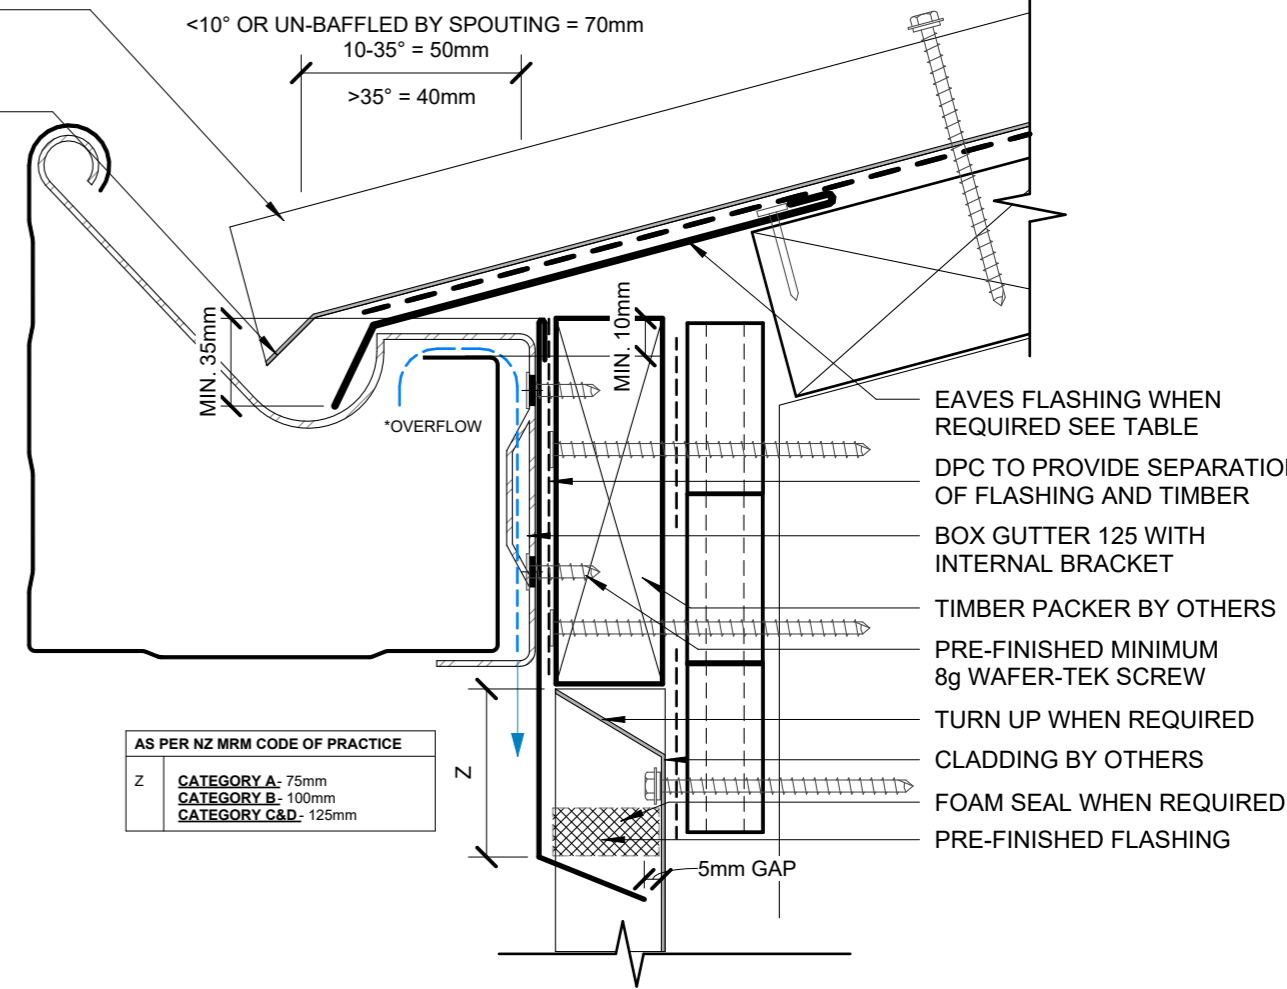 <10° OR UN-BAFFLED BY SPOUTING = 70mm
10-35° = 50mm
>35° = 40mm
MIN. 35mm
MIN. 10mm
*OVERFLOW
EAVES FLASHING WHEN
REQUIRED SEE TABLE
DPC TO PROVIDE SEPARATION
OF FLASHING AND TIMBER
BOX GUTTER 125 WITH
INTERNAL BRACKET
TIMBER PACKER BY OTHERS
PRE-FINISHED MINIMUM
8g WAFER-TEK SCREW
TURN UP WHEN REQUIRED
CLADDING BY OTHERS
FOAM SEAL WHEN REQUIRED
PRE-FINISHED FLASHING
AS PER NZ MRM CODE OF PRACTICE
Z CATEGORY A- 75mm
CATEGORY B- 100mm
CATEGORY C&D- 125mm
Z
5mm GAP